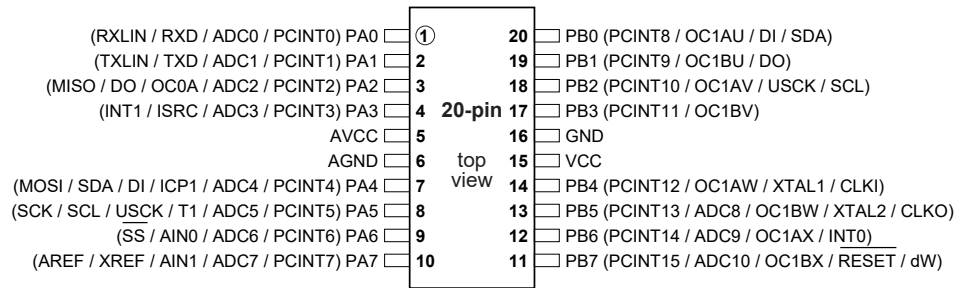 (RXLIN / RXD / ADC0 / PCINT0) PA0 1 20 PB0 (PCINT8 / OC1AU / DI / SDA)
(TXLIN / TXD / ADC1 / PCINT1) PA1 2 19 PB1 (PCINT9 / OC1BU / DO)
(MISO / DO / OC0A / ADC2 / PCINT2) PA2 3 18 PB2 (PCINT10 / OC1AV / USCK / SCL)
(INT1 / ISRC / ADC3 / PCINT3) PA3 4 20-pin 17 PB3 (PCINT11 / OC1BV)
AVCC 5 16 GND
AGND 6 top 15 VCC
view
(MOSI / SDA / DI / ICP1 / ADC4 / PCINT4) PA4 7 14 PB4 (PCINT12 / OC1AW / XTAL1 / CLKI)
(SCK / SCL / USCK / T1 / ADC5 / PCINT5) PA5 8 13 PB5 (PCINT13 / ADC8 / OC1BW / XTAL2 / CLKO)
(SS / AIN0 / ADC6 / PCINT6) PA6 9 12 PB6 (PCINT14 / ADC9 / OC1AX / INT0)
(AREF / XREF / AIN1 / ADC7 / PCINT7) PA7 10 11 PB7 (PCINT15 / ADC10 / OC1BX / RESET / dW)